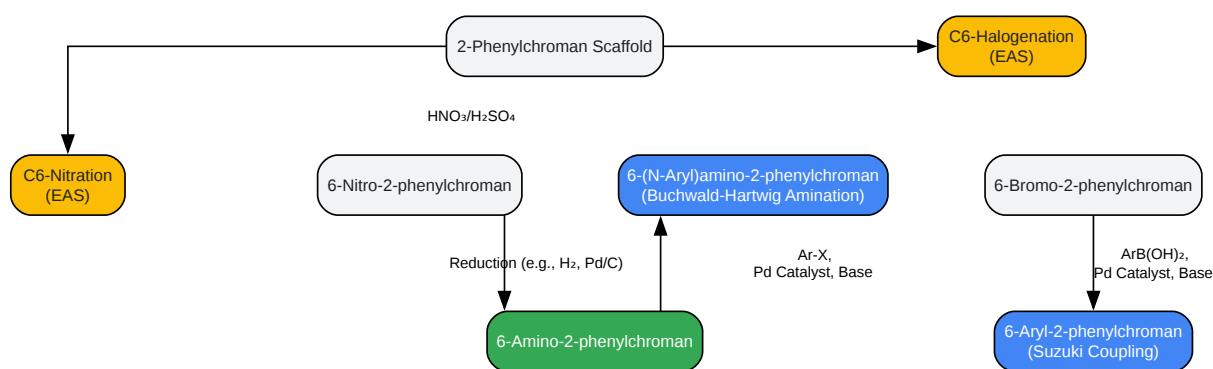 2-Phenylchroman Scaffold
C6-Halogenation
(EAS)
HNO₃/H₂SO₄
C6-Nitration
(EAS)
6-Nitro-2-phenylchroman
6-(N-Aryl)amino-2-phenylchroman
(Buchwald-Hartwig Amination)
6-Bromo-2-phenylchroman
Reduction (e.g., H₂, Pd/C)
Ar-X,
Pd Catalyst, Base
ArB(OH)₂,
Pd Catalyst, Base
6-Amino-2-phenylchroman
6-Aryl-2-phenylchroman
(Suzuki Coupling)